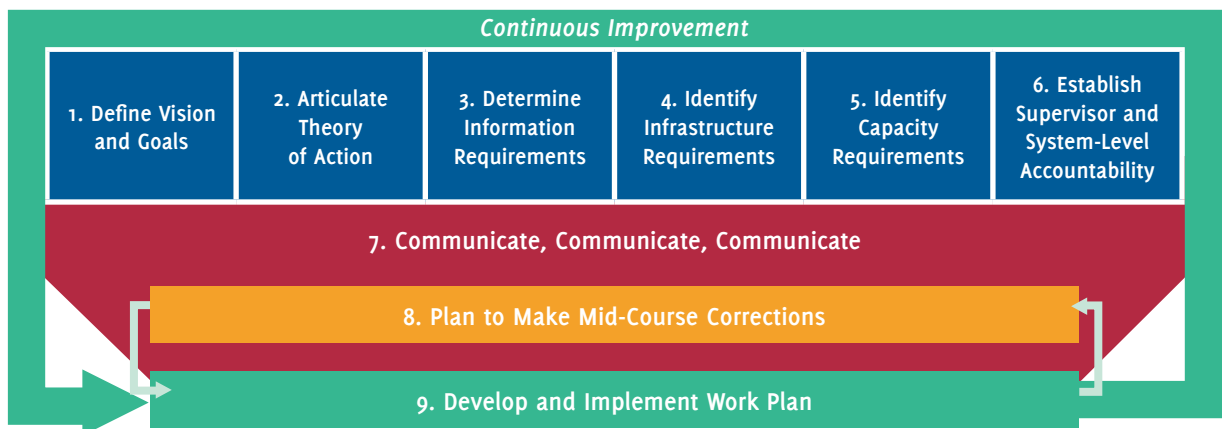 Continuous Improvement
1. Define Vision
and Goals
2. Articulate
Theory
of Action
3. Determine
Information
Requirements
4. Identify
Infrastructure
Requirements
5. Identify
Capacity
Requirements
6. Establish
Supervisor and
System-Level
Accountability
7. Communicate, Communicate, Communicate
8. Plan to Make Mid-Course Corrections
9. Develop and Implement Work Plan